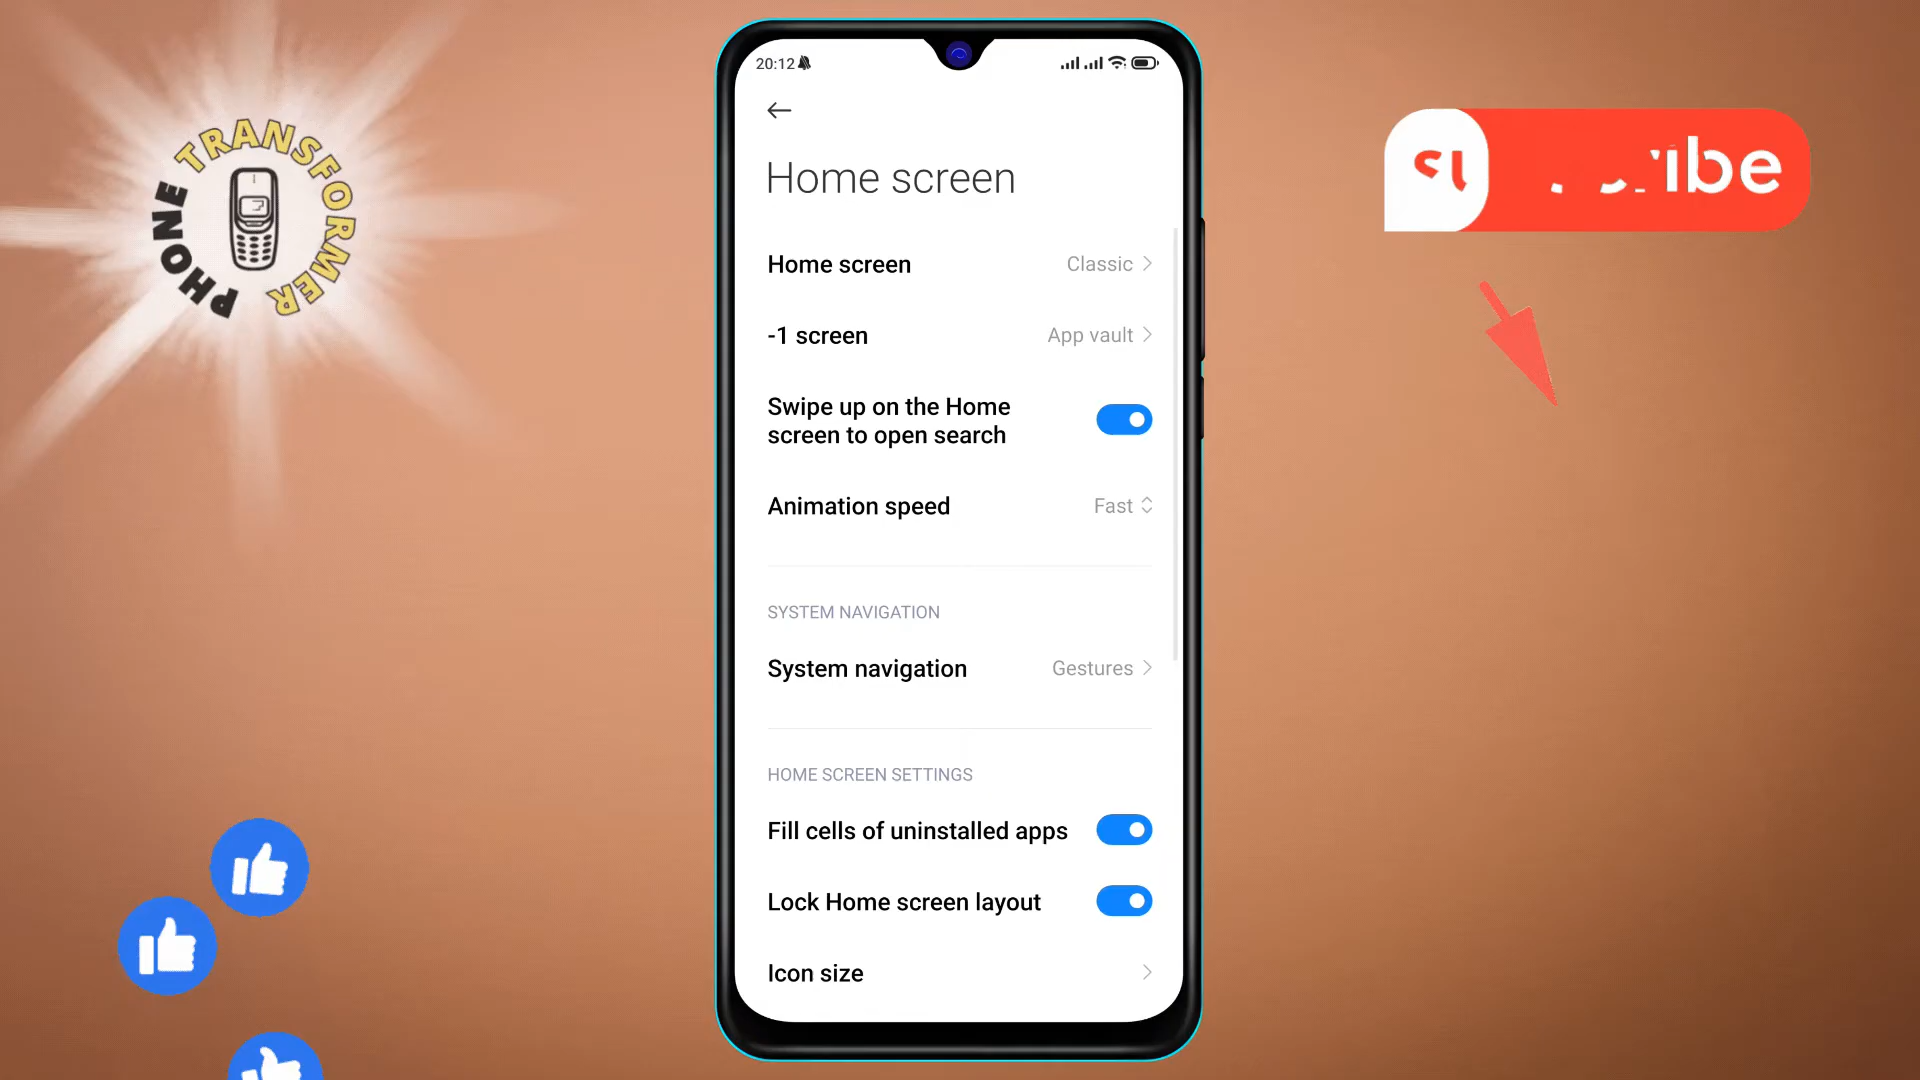 PHONE TRANSFORMER
20:12
Home screen
Home screen Classic
-1 screen App vault
Swipe up on the Home
screen to open search
Animation speed Fast
SYSTEM NAVIGATION
System navigation Gestures
HOME SCREEN SETTINGS
Fill cells of uninstalled apps
Lock Home screen layout
Icon size